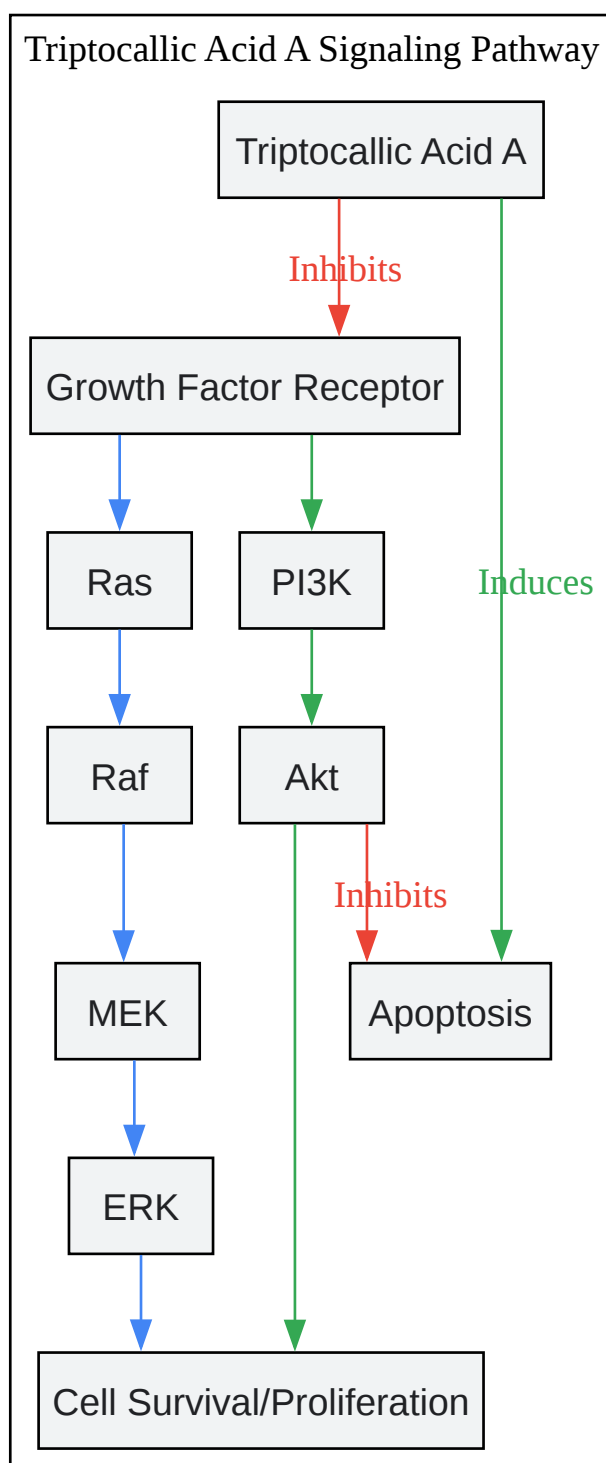 Triptocallic Acid A Signaling Pathway
Triptocallic Acid A
Inhibits
Growth Factor Receptor
Ras
PI3K
Induces
Raf
Akt
Inhibits
MEK
Apoptosis
ERK
Cell Survival/Proliferation